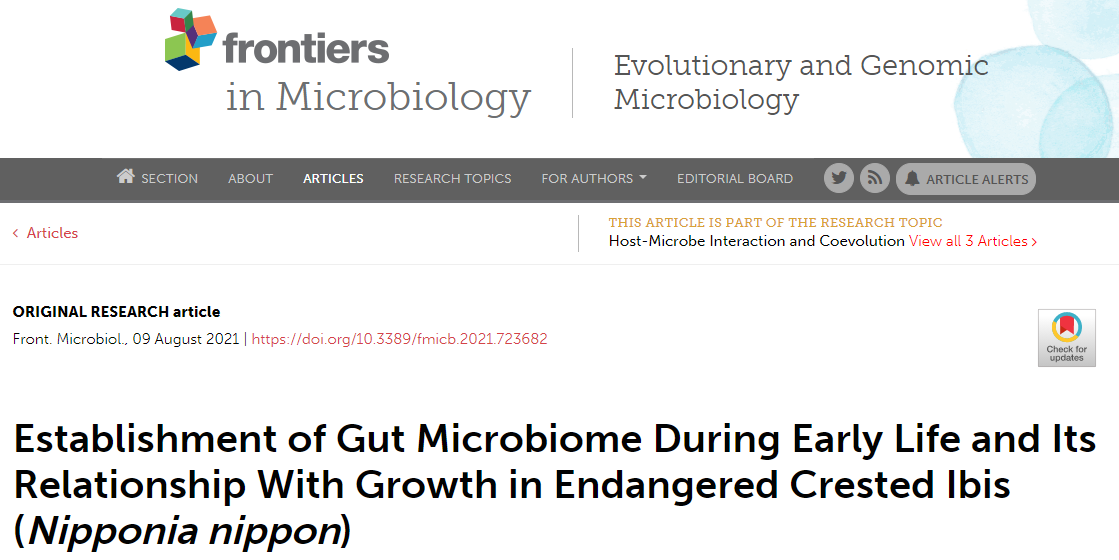 frontiers
in Microbiology
Evolutionary and Genomic
Microbiology
SECTION ABOUT ARTICLES RESEARCH TOPICS FOR AUTHORS EDITORIAL BOARD ARTICLE ALERTS
‹ Articles
THIS ARTICLE IS PART OF THE RESEARCH TOPIC
Host-Microbe Interaction and Coevolution View all 3 Articles ›
ORIGINAL RESEARCH article
Front. Microbiol., 09 August 2021 | https://doi.org/10.3389/fmicb.2021.723682
Check for
updates
Establishment of Gut Microbiome During Early Life and Its
Relationship With Growth in Endangered Crested Ibis
(Nipponia nippon)